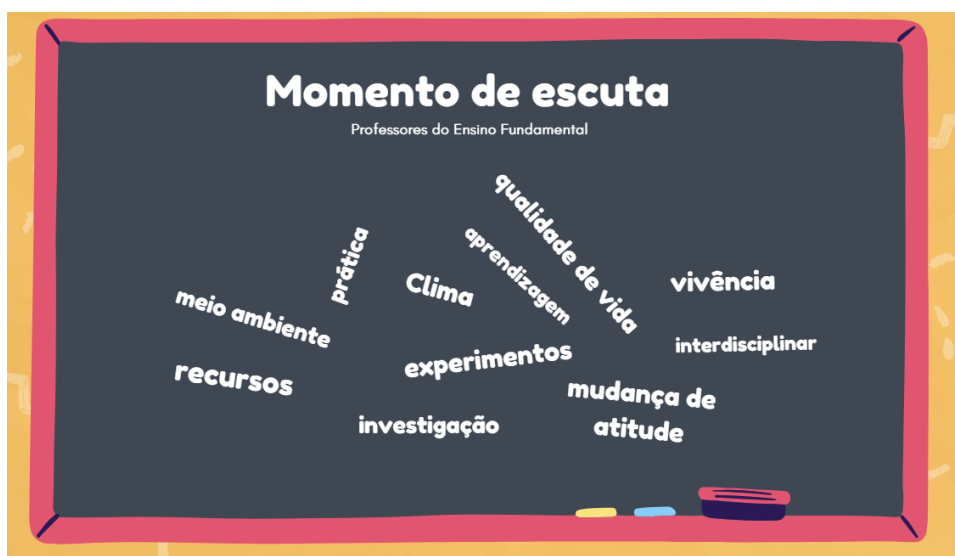 Momento de escuta
Professores do Ensino Fundamental
qualidade de vida
prática
aprendizagem
Clima
vivência
meio ambiente
interdisciplinar
experimentos
recursos
mudança de
atitude
investigação